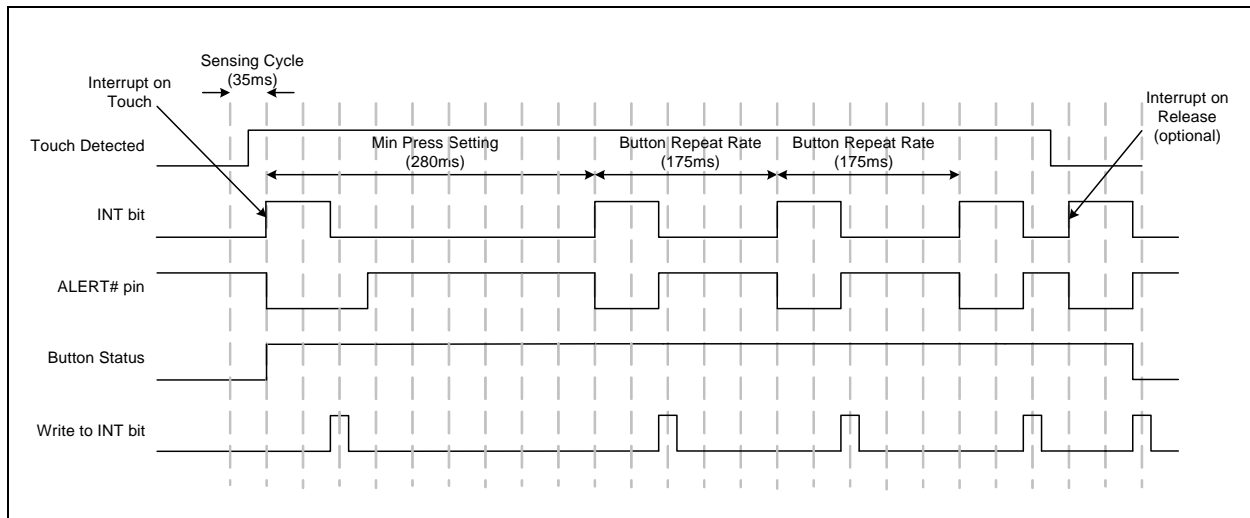 Sensing Cycle
(35ms)
Interrupt on
Touch
Interrupt on
Release
(optional)
Touch Detected
Min Press Setting
(280ms)
Button Repeat Rate
(175ms)
Button Repeat Rate
(175ms)
INT bit
ALERT# pin
Button Status
Write to INT bit